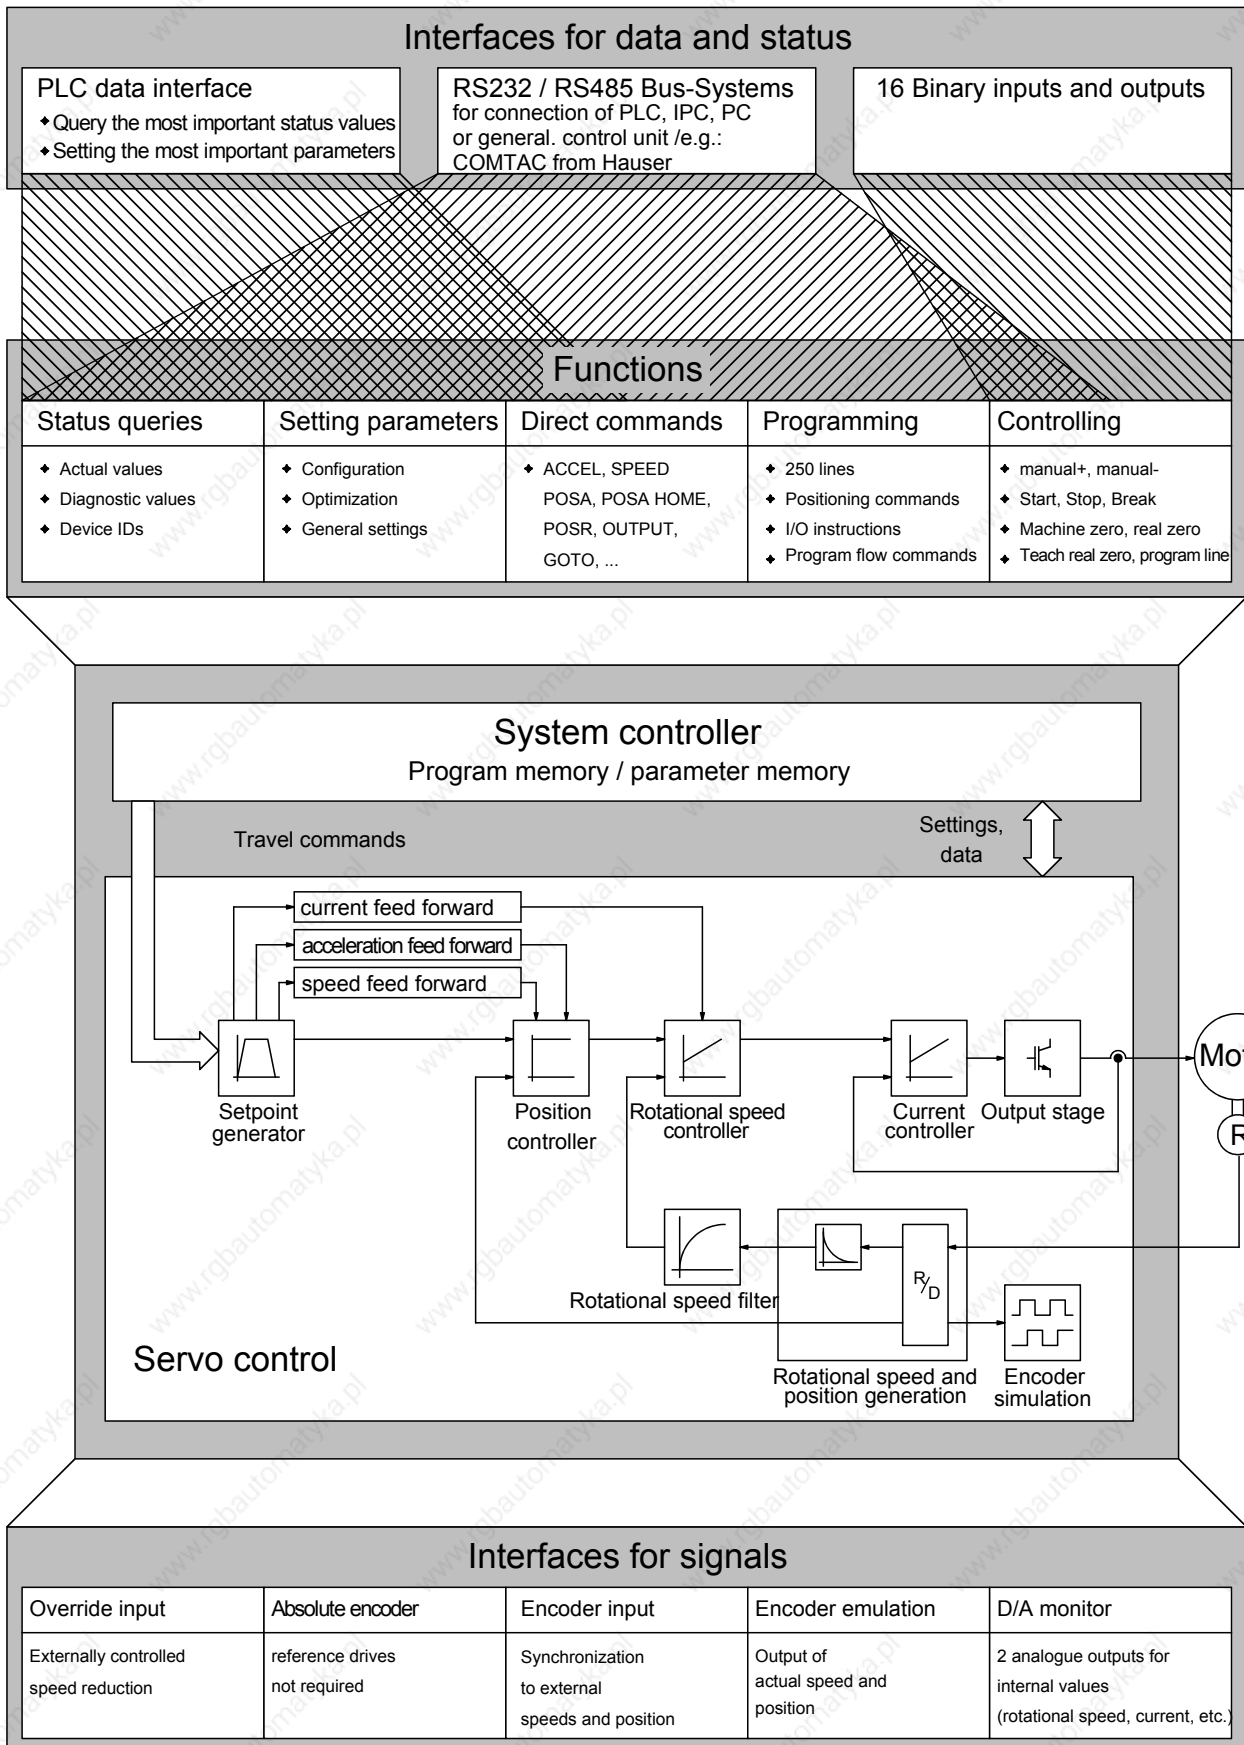 Interfaces for data and status
PLC data interface
Query the most important status values
Setting the most important parameters
RS232 / RS485 Bus-Systems
for connection of PLC, IPC, PC
or general. control unit /e.g.:
COMTAC from Hauser
16 Binary inputs and outputs
Functions
Status queries
Actual values
Diagnostic values
Device IDs
Setting parameters
Configuration
Optimization
General settings
Direct commands
ACCEL, SPEED
POSA, POSA HOME,
POSR, OUTPUT,
GOTO, ...
Programming
250 lines
Positioning commands
I/O instructions
Program flow commands
Controlling
manual+, manual-
Start, Stop, Break
Machine zero, real zero
Teach real zero, program line
System controller
Program memory / parameter memory
Travel commands
Settings,
data
current feed forward
acceleration feed forward
speed feed forward
Setpoint
generator
Position
controller
Rotational speed
controller
Current
controller
Output stage
Mot
R
Rotational speed filter
R/D
Rotational speed and
position generation
Encoder
simulation
Servo control
Interfaces for signals
Override input
Externally controlled
speed reduction
Absolute encoder
reference drives
not required
Encoder input
Synchronization
to external
speeds and position
Encoder emulation
Output of
actual speed and
position
D/A monitor
2 analogue outputs for
internal values
(rotational speed, current, etc.)
www.rgbautomatyka.pl